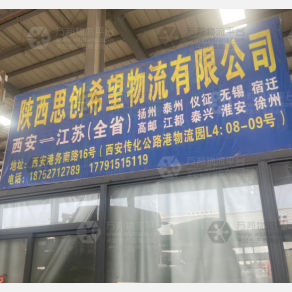 陕西思创希望物流有限公司
西安⇌江苏(全省) 扬州 泰州 仪征 无锡 宿迁
高邮 江都 泰兴 淮安 徐州
地址:西安港务南路16号(西安传化公路港物流园L4:08-09号)
电话:18752712789 17791515119